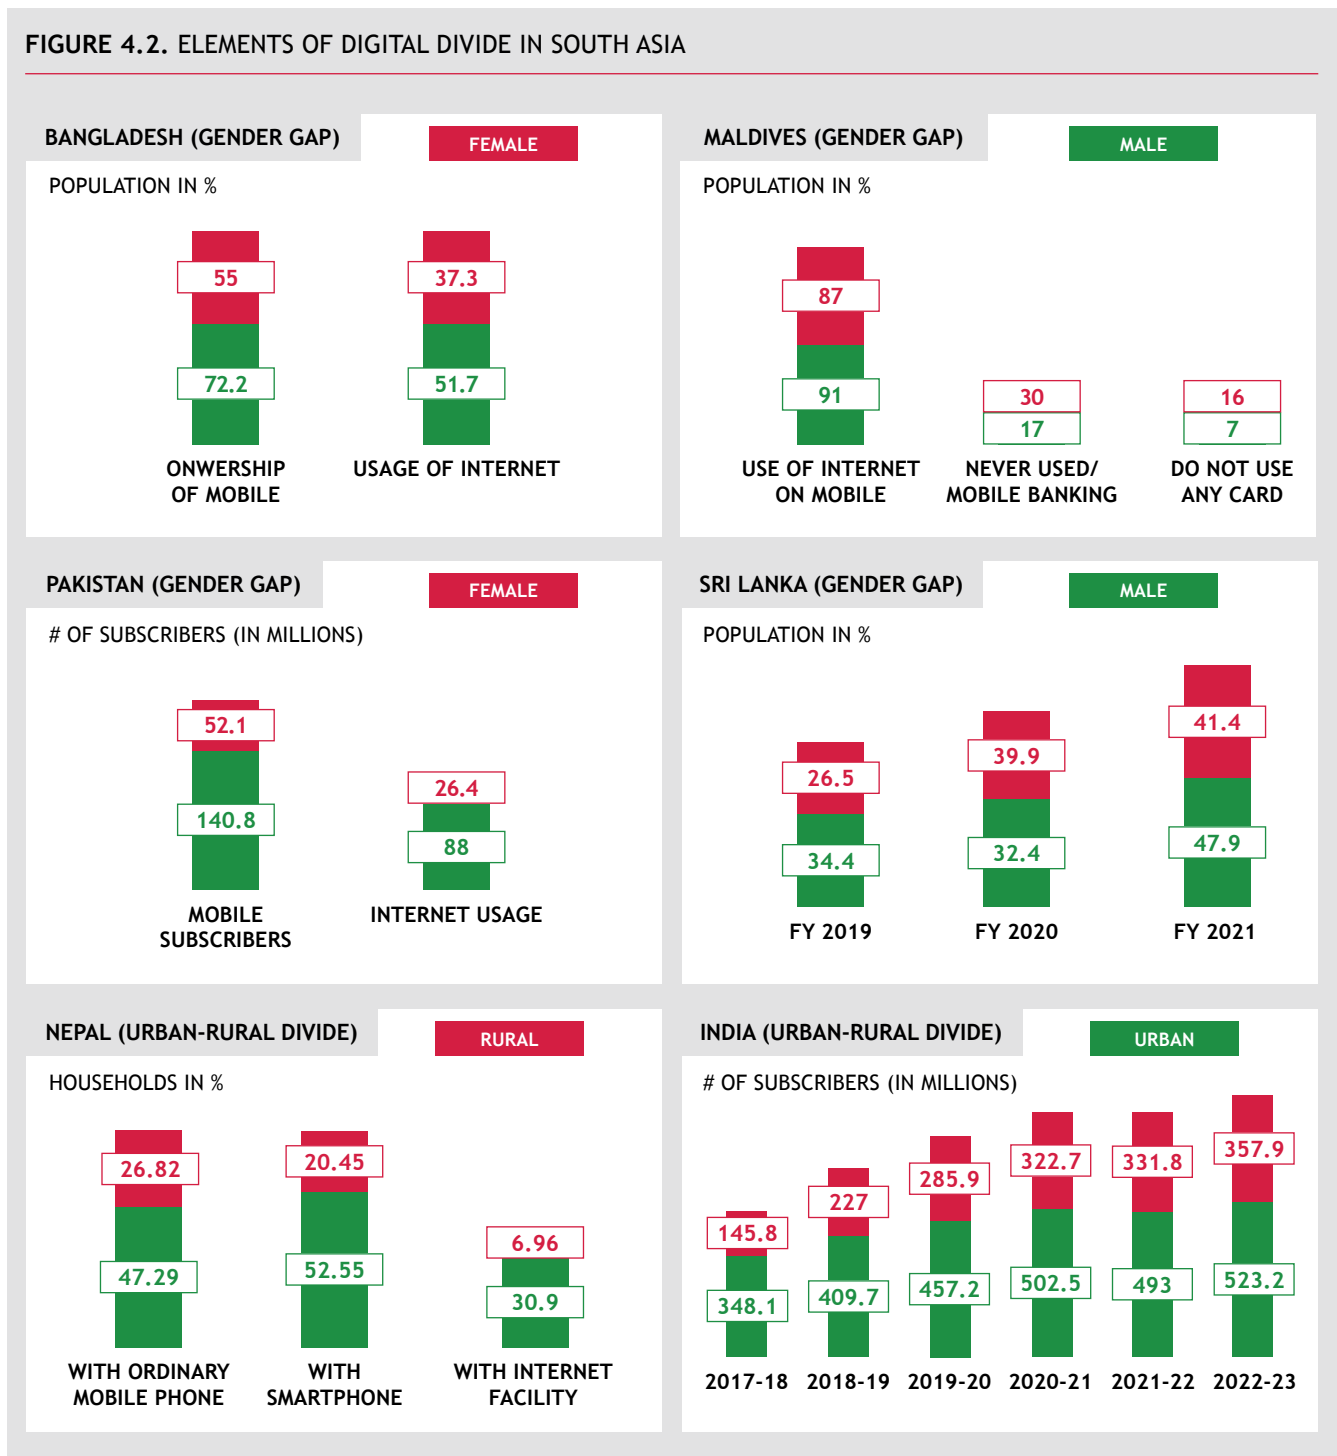 FIGURE 4.2. ELEMENTS OF DIGITAL DIVIDE IN SOUTH ASIA
BANGLADESH (GENDER GAP)
FEMALE
POPULATION IN %
55
37.3
72.2
51.7
ONWERSHIP
OF MOBILE
USAGE OF INTERNET
MALDIVES (GENDER GAP)
MALE
POPULATION IN %
87
91
30
17
16
7
USE OF INTERNET
ON MOBILE
NEVER USED/
MOBILE BANKING
DO NOT USE
ANY CARD
PAKISTAN (GENDER GAP)
FEMALE
# OF SUBSCRIBERS (IN MILLIONS)
52.1
140.8
26.4
88
MOBILE
SUBSCRIBERS
INTERNET USAGE
SRI LANKA (GENDER GAP)
MALE
POPULATION IN %
26.5
34.4
39.9
32.4
41.4
47.9
FY 2019
FY 2020
FY 2021
NEPAL (URBAN-RURAL DIVIDE)
RURAL
HOUSEHOLDS IN %
26.82
47.29
20.45
52.55
6.96
30.9
WITH ORDINARY
MOBILE PHONE
WITH
SMARTPHONE
WITH INTERNET
FACILITY
INDIA (URBAN-RURAL DIVIDE)
URBAN
# OF SUBSCRIBERS (IN MILLIONS)
145.8
348.1
227
409.7
285.9
457.2
322.7
502.5
331.8
493
357.9
523.2
2017-18
2018-19
2019-20
2020-21
2021-22
2022-23